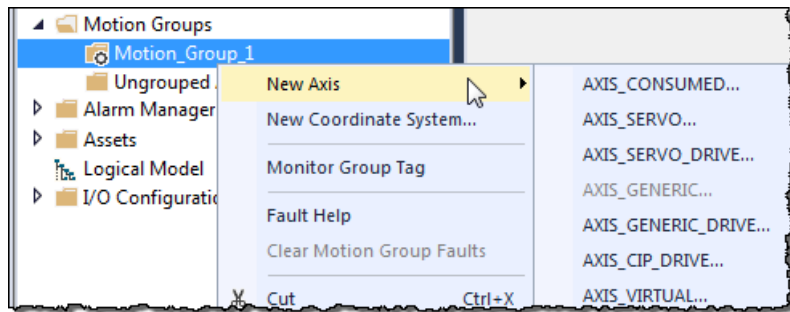 Motion Groups
Motion_Group_1
Ungrouped
Alarm Manager
Assets
Logical Model
I/O
New Axis
New Coordinate System...
Monitor Group Tag
Fault Help
Clear Motion Group Faults
Cut Ctrl+X
AXIS_CONSUMED...
AXIS_SERVO...
AXIS_SERVO_DRIVE...
AXIS_GENERIC...
AXIS_GENERIC_DRIVE...
AXIS_CIP_DRIVE...
AXIS_VIRTUAL...